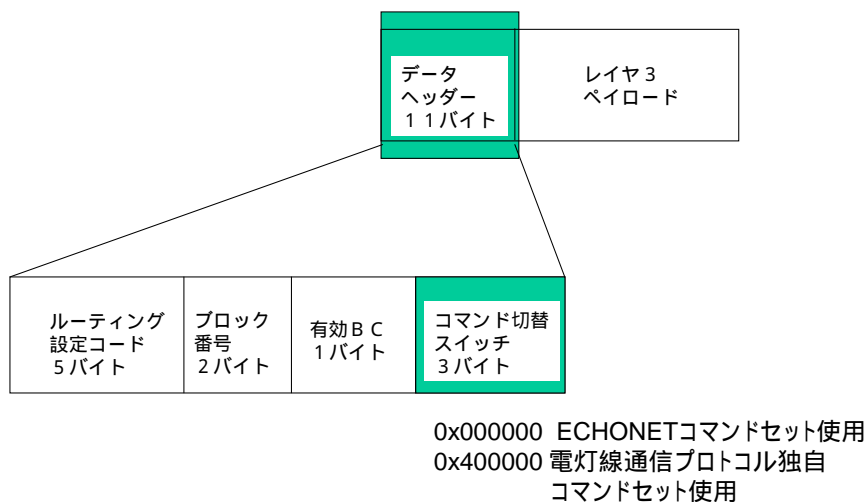 データ
ヘッダー
１１バイト
レイヤ３
ペイロード
ルーティング
設定コード
５バイト
ブロック
番号
２バイト
有効ＢＣ
１バイト
コマンド切替
スイッチ
３バイト
0x000000 ECHONETコマンドセット使用
0x400000 電灯線通信プロトコル独自
コマンドセット使用